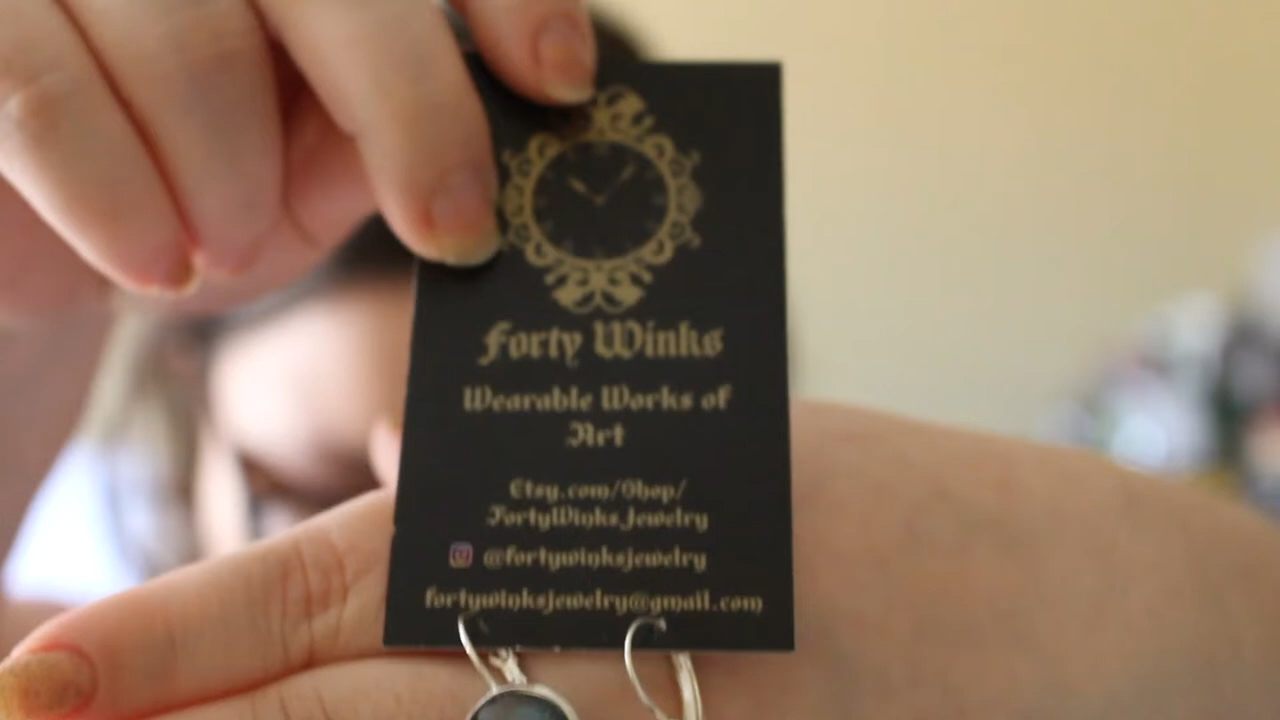 Forty Winks
Wearable Works of
Art
Etsy.com/Shop/
FortyWinksJewelry
@fortywinksjewelry
fortywinksjewelry@gmail.com